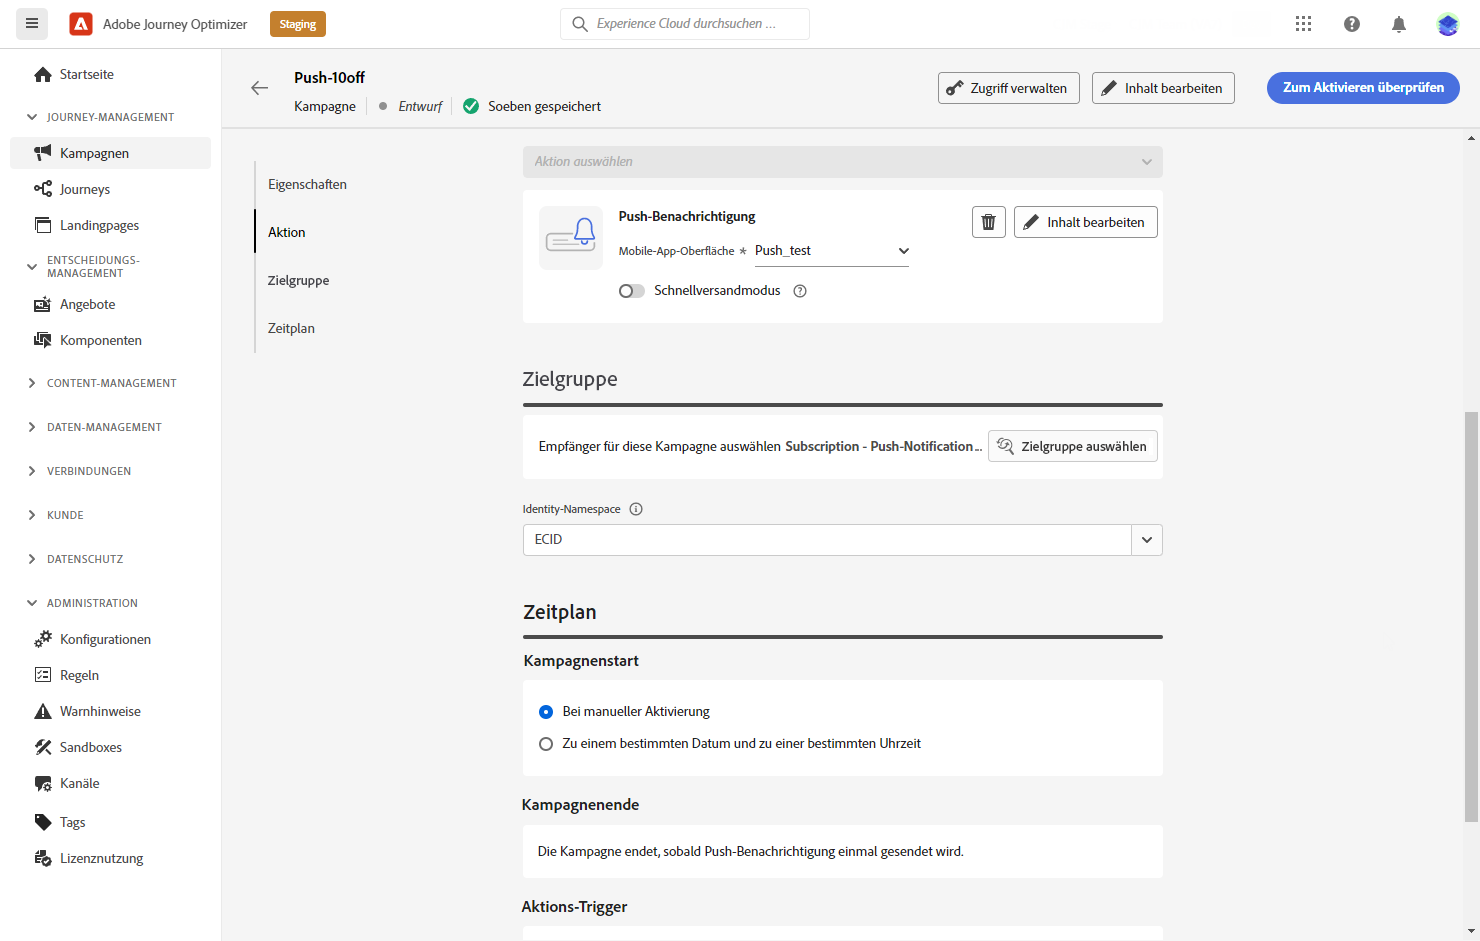 Adobe Journey Optimizer
Staging
Experience Cloud durchsuchen ...
Startseite
JOURNEY-MANAGEMENT
Kampagnen
Journeys
Landingpages
ENTSCHEIDUNGS-
MANAGEMENT
Angebote
Komponenten
CONTENT-MANAGEMENT
DATEN-MANAGEMENT
VERBINDUNGEN
KUNDE
DATENSCHUTZ
ADMINISTRATION
Konfigurationen
Regeln
Warnhinweise
Sandboxes
Kanäle
Tags
Lizenznutzung
Push-10off
Kampagne
Entwurf
Soeben gespeichert
Zugriff verwalten
Inhalt bearbeiten
Zum Aktivieren überprüfen
Eigenschaften
Aktion
Zielgruppe
Zeitplan
Aktion auswählen
Push-Benachrichtigung
Inhalt bearbeiten
Mobile-App-Oberfläche * Push_test
Schnellversandmodus
Zielgruppe
Empfänger für diese Kampagne auswählen Subscription - Push-Notification...
Zielgruppe auswählen
Identity-Namespace
ECID
Zeitplan
Kampagnenstart
Bei manueller Aktivierung
Zu einem bestimmten Datum und zu einer bestimmten Uhrzeit
Kampagnenende
Die Kampagne endet, sobald Push-Benachrichtigung einmal gesendet wird.
Aktions-Trigger